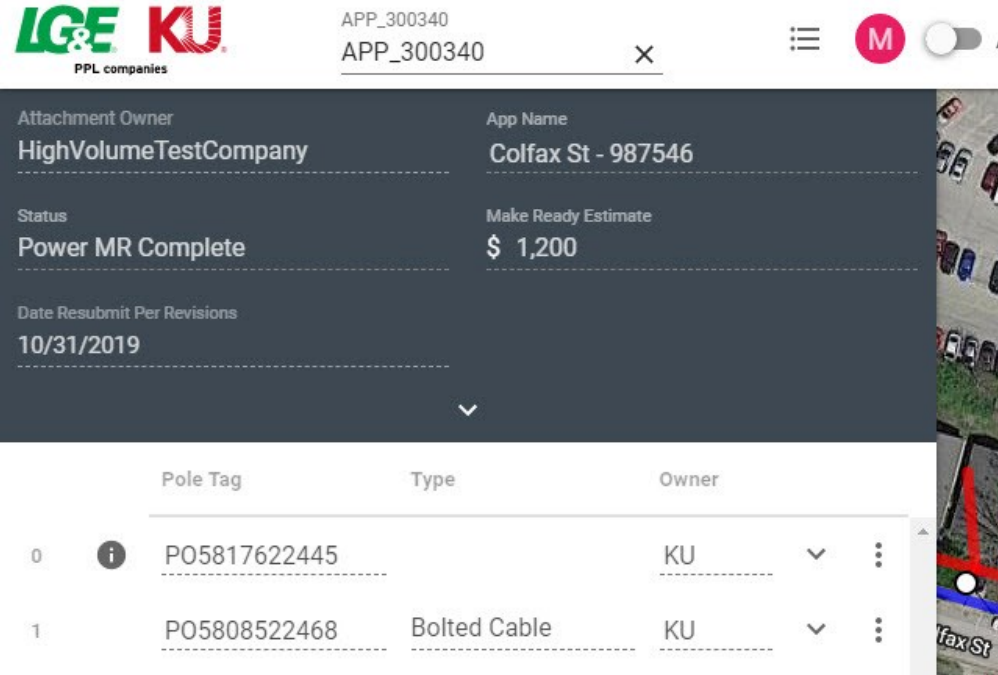 LG&E KU
PPL companies
APP_300340
APP_300340
M
Attachment Owner
HighVolumeTestCompany
App Name
Colfax St - 987546
Status
Power MR Complete
Make Ready Estimate
$ 1,200
Date Resubmit Per Revisions
10/31/2019
Pole Tag Type Owner
0 PO5817622445 KU
1 PO5808522468 Bolted Cable KU
lfax St